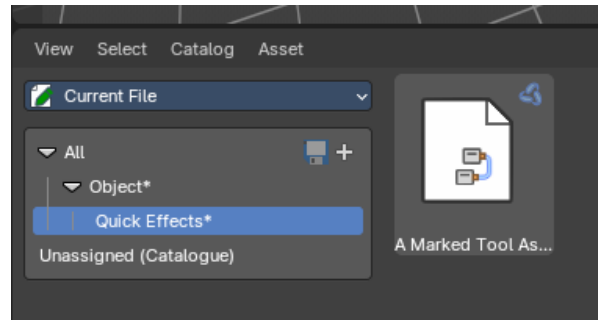 View Select Catalog Asset
Current File
All
Object*
Quick Effects*
Unassigned (Catalogue)
A Marked Tool As...